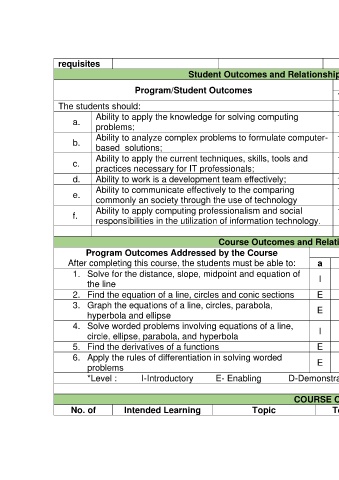 requisites
Student Outcomes and Relationship
Program/Student Outcomes
The students should:
a. Ability to apply the knowledge for solving computing
problems;
b. Ability to analyze complex problems to formulate computer-
based solutions;
c. Ability to apply the current techniques, skills, tools and
practices necessary for IT professionals;
d. Ability to work is a development team effectively;
e. Ability to communicate effectively to the comparing
commonly an society through the use of technology
f. Ability to apply computing professionalism and social
responsibilities in the utilization of information technology.
Course Outcomes and Relati
Program Outcomes Addressed by the Course
After completing this course, the students must be able to: a
1. Solve for the distance, slope, midpoint and equation of
the line I
2. Find the equation of a line, circles and conic sections E
3. Graph the equations of a line, circles, parabola,
hyperbola and ellipse E
4. Solve worded problems involving equations of a line,
circle, ellipse, parabola, and hyperbola I
5. Find the derivatives of a functions E
6. Apply the rules of differentiation in solving worded
problems E
*Level : I-Introductory E- Enabling D-Demonstra
COURSE O
No. of Intended Learning Topic